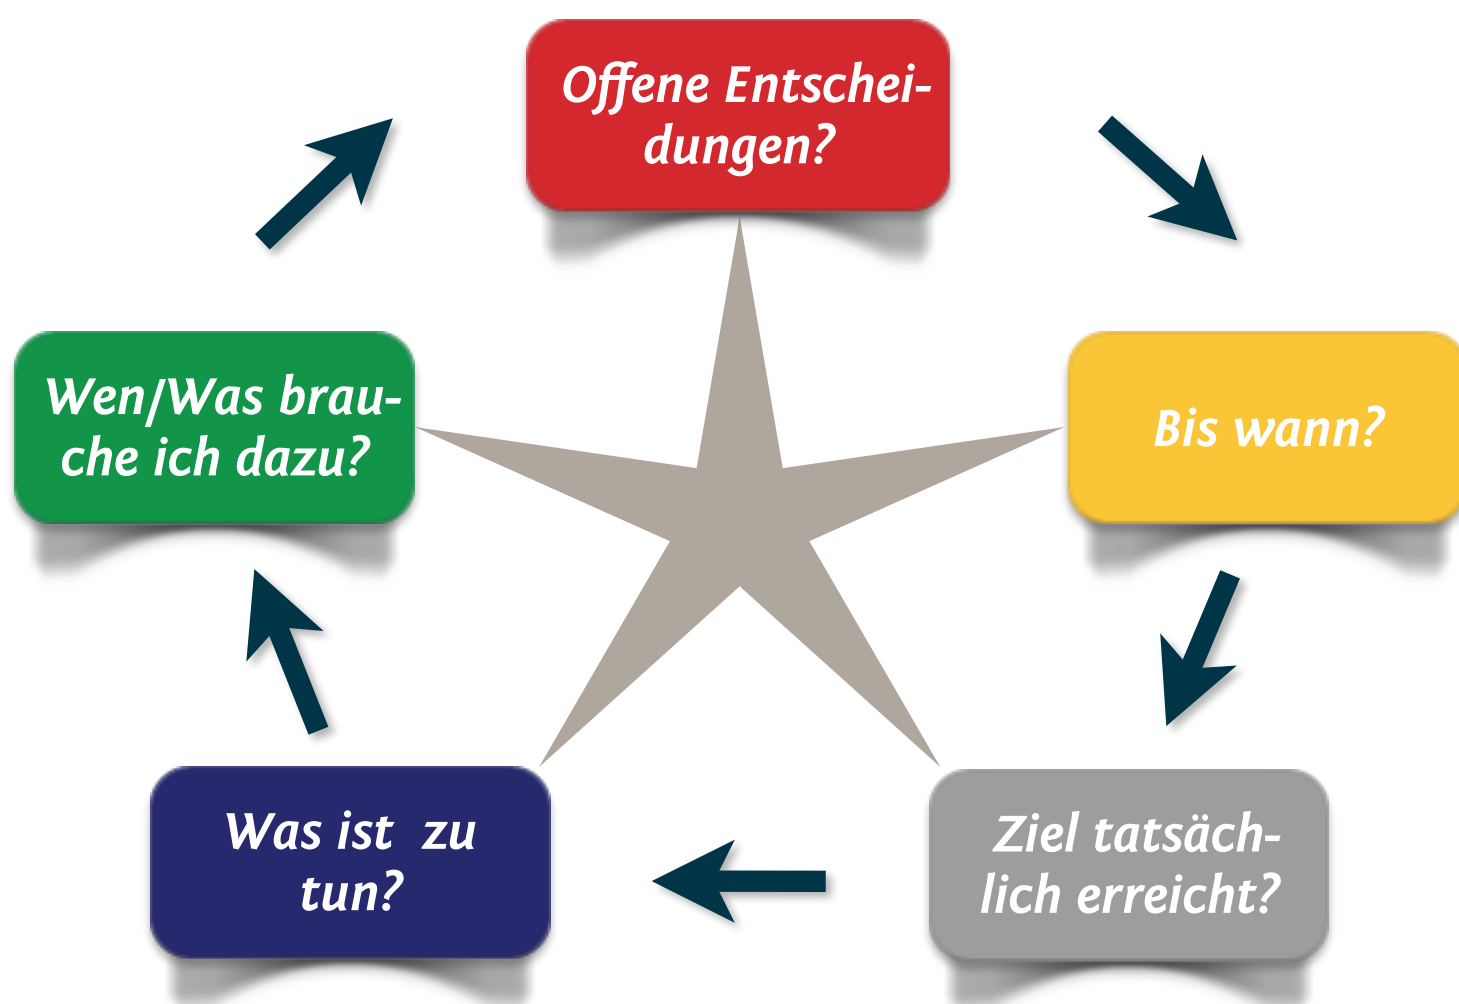 Offene Entschei-
dungen?
Wen/Was brau-
che ich dazu?
Bis wann?
Was ist  zu
tun?
Ziel tatsäch-
lich erreicht?